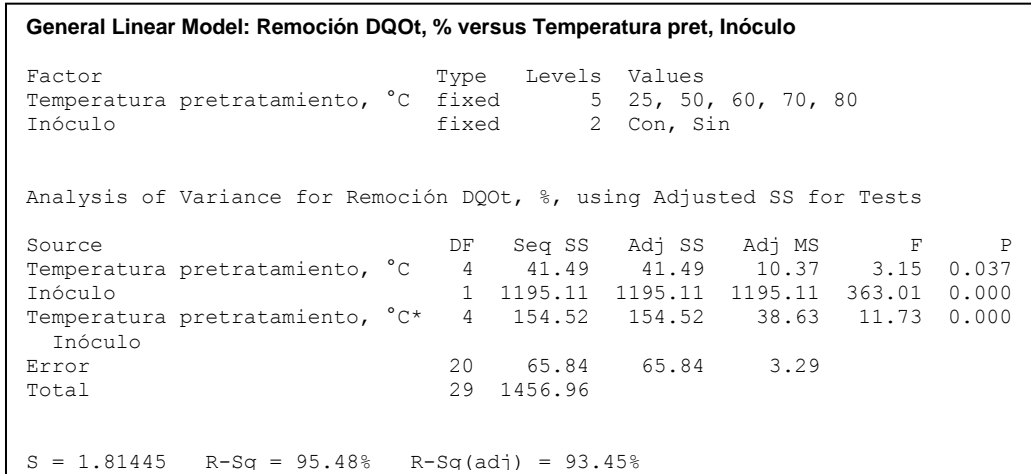 General Linear Model: Remoción DQOt, % versus Temperatura pret, Inóculo
Factor Type Levels Values
Temperatura pretratamiento, °C fixed 5 25, 50, 60, 70, 80
Inóculo fixed 2 Con, Sin
Analysis of Variance for Remoción DQOt, %, using Adjusted SS for Tests
Source DF Seq SS Adj SS Adj MS F P
Temperatura pretratamiento, °C 4 41.49 41.49 10.37 3.15 0.037
Inóculo 1 1195.11 1195.11 1195.11 363.01 0.000
Temperatura pretratamiento, °C* 4 154.52 154.52 38.63 11.73 0.000
Inóculo
Error 20 65.84 65.84 3.29
Total 29 1456.96
S = 1.81445 R-Sq = 95.48% R-Sq(adj) = 93.45%